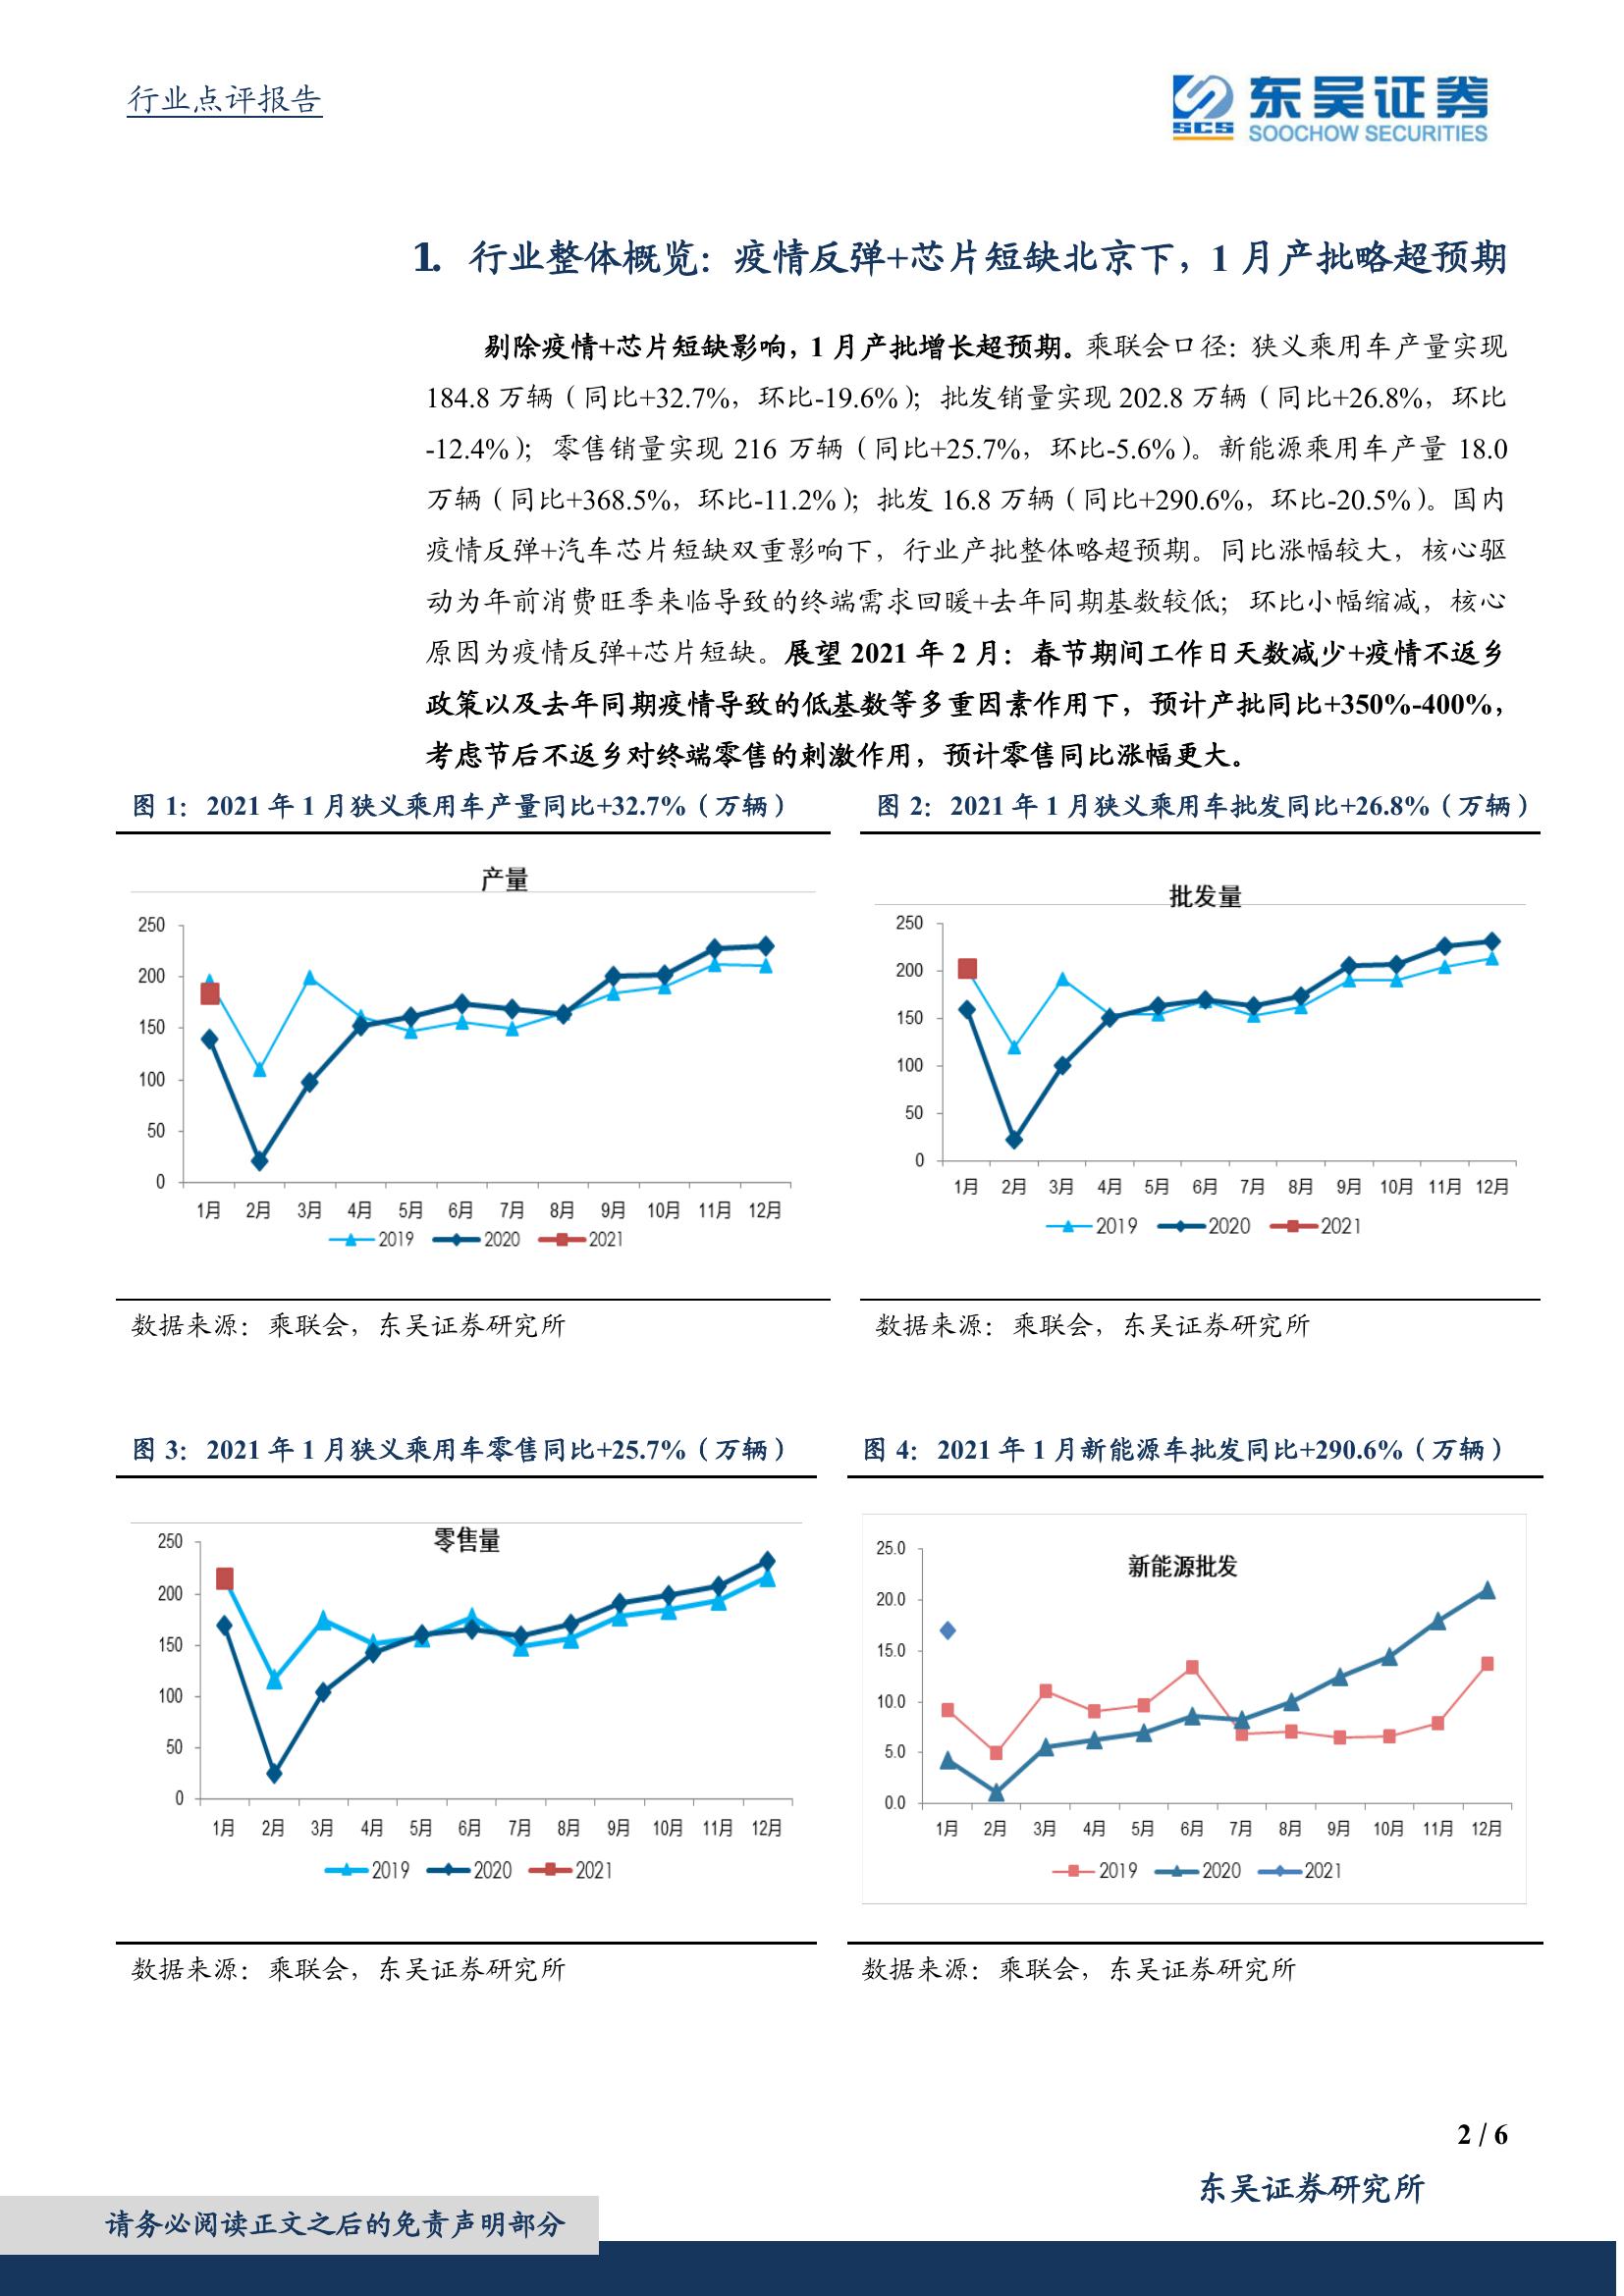 行业点评报告
SCS
东吴证券
SOOCHOW SECURITIES
1. 行业整体概览：疫情反弹+芯片短缺北京下，1月产批略超预期
剔除疫情+芯片短缺影响，1月产批增长超预期。乘联会口径：狭义乘用车产量实现
184.8 万辆（同比+32.7%，环比-19.6%）；批发销量实现 202.8 万辆（同比+26.8%，环比
-12.4%）；零售销量实现 216 万辆（同比+25.7%，环比-5.6%）。新能源乘用车产量 18.0
万辆（同比+368.5%，环比-11.2%）；批发 16.8 万辆（同比+290.6%，环比-20.5%）。国内
疫情反弹+汽车芯片短缺双重影响下，行业产批整体略超预期。同比涨幅较大，核心驱
动为年前消费旺季来临导致的终端需求回暖+去年同期基数较低；环比小幅缩减，核心
原因为疫情反弹+芯片短缺。展望 2021 年 2 月：春节期间工作日天数减少+疫情不返乡
政策以及去年同期疫情导致的低基数等多重因素作用下，预计产批同比+350%-400%，
考虑节后不返乡对终端零售的刺激作用，预计零售同比涨幅更大。
图 1：2021 年 1 月狭义乘用车产量同比+32.7%（万辆）
产量
250
200
150
100
50
0
1月 2月 3月 4月 5月 6月 7月 8月 9月 10月 11月 12月
2019 2020 2021
数据来源：乘联会，东吴证券研究所
图 2：2021 年 1 月狭义乘用车批发同比+26.8%（万辆）
批发量
250
200
150
100
50
0
1月 2月 3月 4月 5月 6月 7月 8月 9月 10月 11月 12月
2019 2020 2021
数据来源：乘联会，东吴证券研究所
图 3：2021 年 1 月狭义乘用车零售同比+25.7%（万辆）
零售量
250
200
150
100
50
0
1月 2月 3月 4月 5月 6月 7月 8月 9月 10月 11月 12月
2019 2020 2021
数据来源：乘联会，东吴证券研究所
图 4：2021 年 1 月新能源车批发同比+290.6%（万辆）
新能源批发
25.0
20.0
15.0
10.0
5.0
0.0
1月 2月 3月 4月 5月 6月 7月 8月 9月 10月 11月 12月
2019 2020 2021
数据来源：乘联会，东吴证券研究所
2 / 6
东吴证券研究所
请务必阅读正文之后的免责声明部分